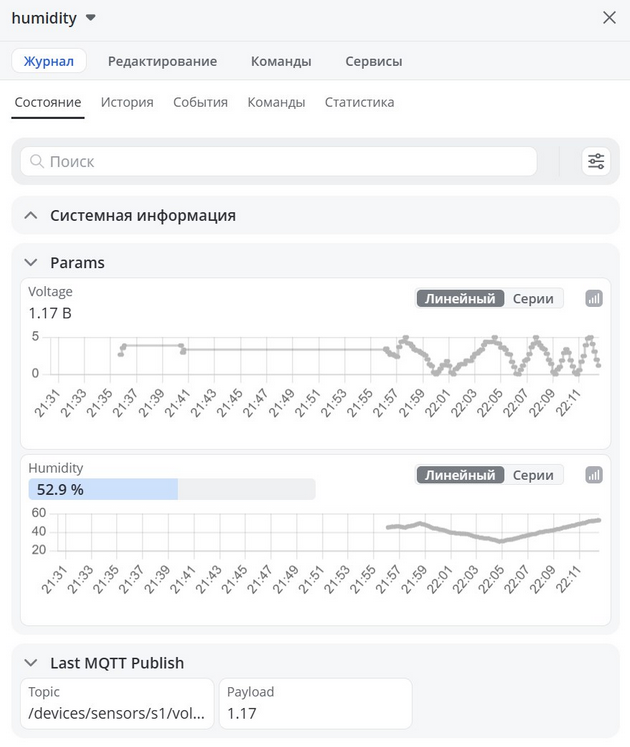 humidity
Журнал Редактирование Команды Сервисы
Состояние История События Команды Статистика
Поиск
Системная информация
Params
Voltage
Линейный Серии
1.17 В
5
0
21:31 21:33 21:35 21:37 21:39 21:41 21:43 21:45 21:47 21:49 21:51 21:53 21:55 21:57 21:59 22:01 22:03 22:05 22:07 22:09 22:11
Humidity
Линейный Серии
52.9 %
60
40
20
21:31 21:33 21:35 21:37 21:39 21:41 21:43 21:45 21:47 21:49 21:51 21:53 21:55 21:57 21:59 22:01 22:03 22:05 22:07 22:09 22:11
Last MQTT Publish
Topic Payload
/devices/sensors/s1/vol... 1.17